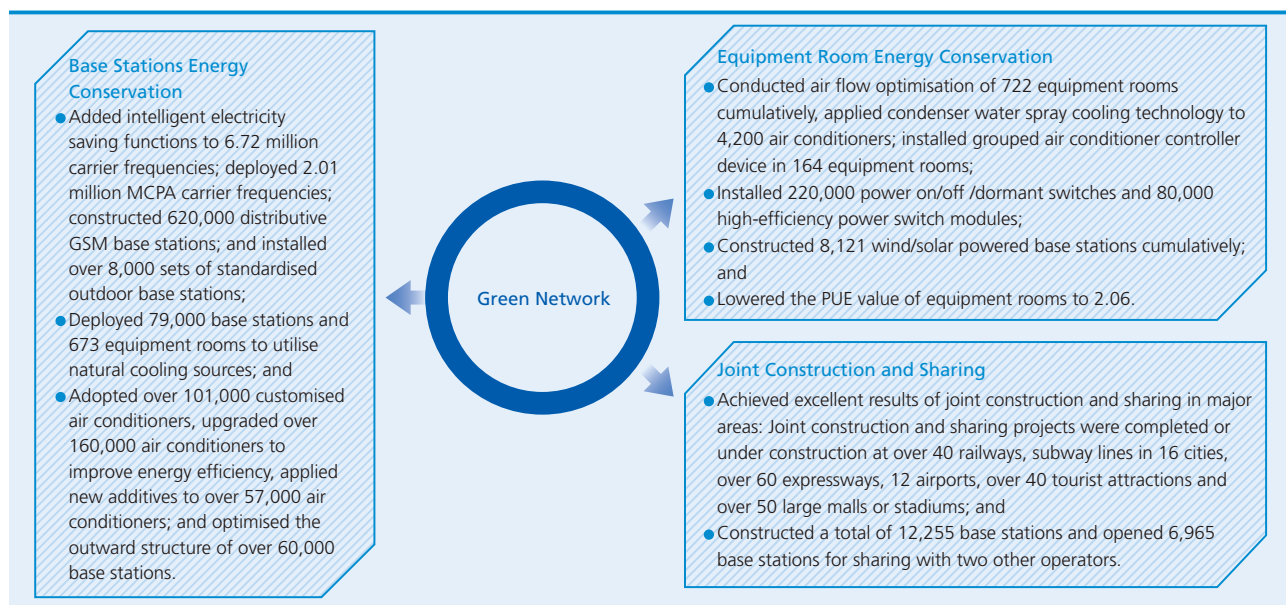 Base Stations Energy
Conservation
● Added intelligent electricity
saving functions to 6.72 million
carrier frequencies; deployed 2.01
million MCPA carrier frequencies;
constructed 620,000 distributive
GSM base stations; and installed
over 8,000 sets of standardised
outdoor base stations;
● Deployed 79,000 base stations and
673 equipment rooms to utilise
natural cooling sources; and
● Adopted over 101,000 customised
air conditioners, upgraded over
160,000 air conditioners to
improve energy efficiency, applied
new additives to over 57,000 air
conditioners; and optimised the
outward structure of over 60,000
base stations.
Green Network
Equipment Room Energy Conservation
● Conducted air flow optimisation of 722 equipment rooms
cumulatively, applied condenser water spray cooling technology to
4,200 air conditioners; installed grouped air conditioner controller
device in 164 equipment rooms;
● Installed 220,000 power on/off /dormant switches and 80,000
high-efficiency power switch modules;
● Constructed 8,121 wind/solar powered base stations cumulatively;
and
● Lowered the PUE value of equipment rooms to 2.06.
Joint Construction and Sharing
● Achieved excellent results of joint construction and sharing in major
areas: Joint construction and sharing projects were completed or
under construction at over 40 railways, subway lines in 16 cities,
over 60 expressways, 12 airports, over 40 tourist attractions and
over 50 large malls or stadiums; and
● Constructed a total of 12,255 base stations and opened 6,965
base stations for sharing with two other operators.